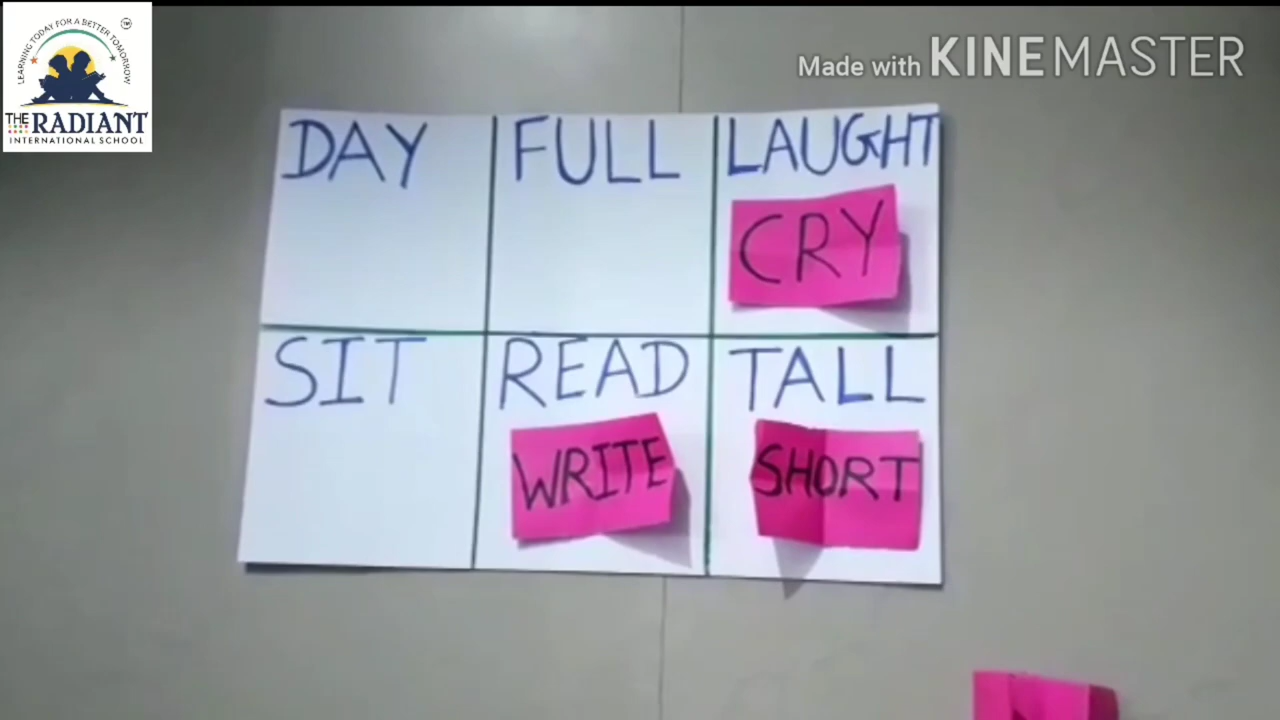 LEARNING TODAY FOR A BETTER TOMORROW
TM
THE RADIANT
INTERNATIONAL SCHOOL
Made with KINEMASTER
DAY FULL LAUGHT
CRY
SIT READ TALL
WRITE SHORT